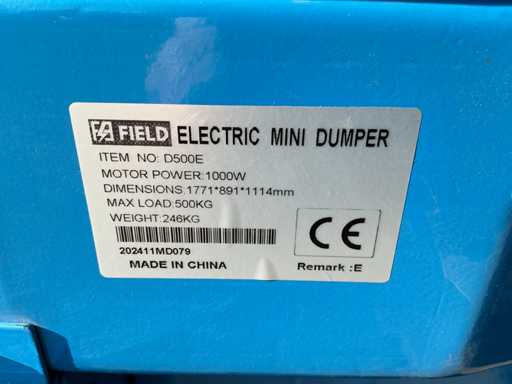 FIELD ELECTRIC MINI DUMPER
ITEM NO: D500E
MOTOR POWER:1000W
DIMENSIONS:1771*891*1114mm
MAX LOAD:500KG
WEIGHT:246KG
202411MD079
MADE IN CHINA
CE
Remark :E